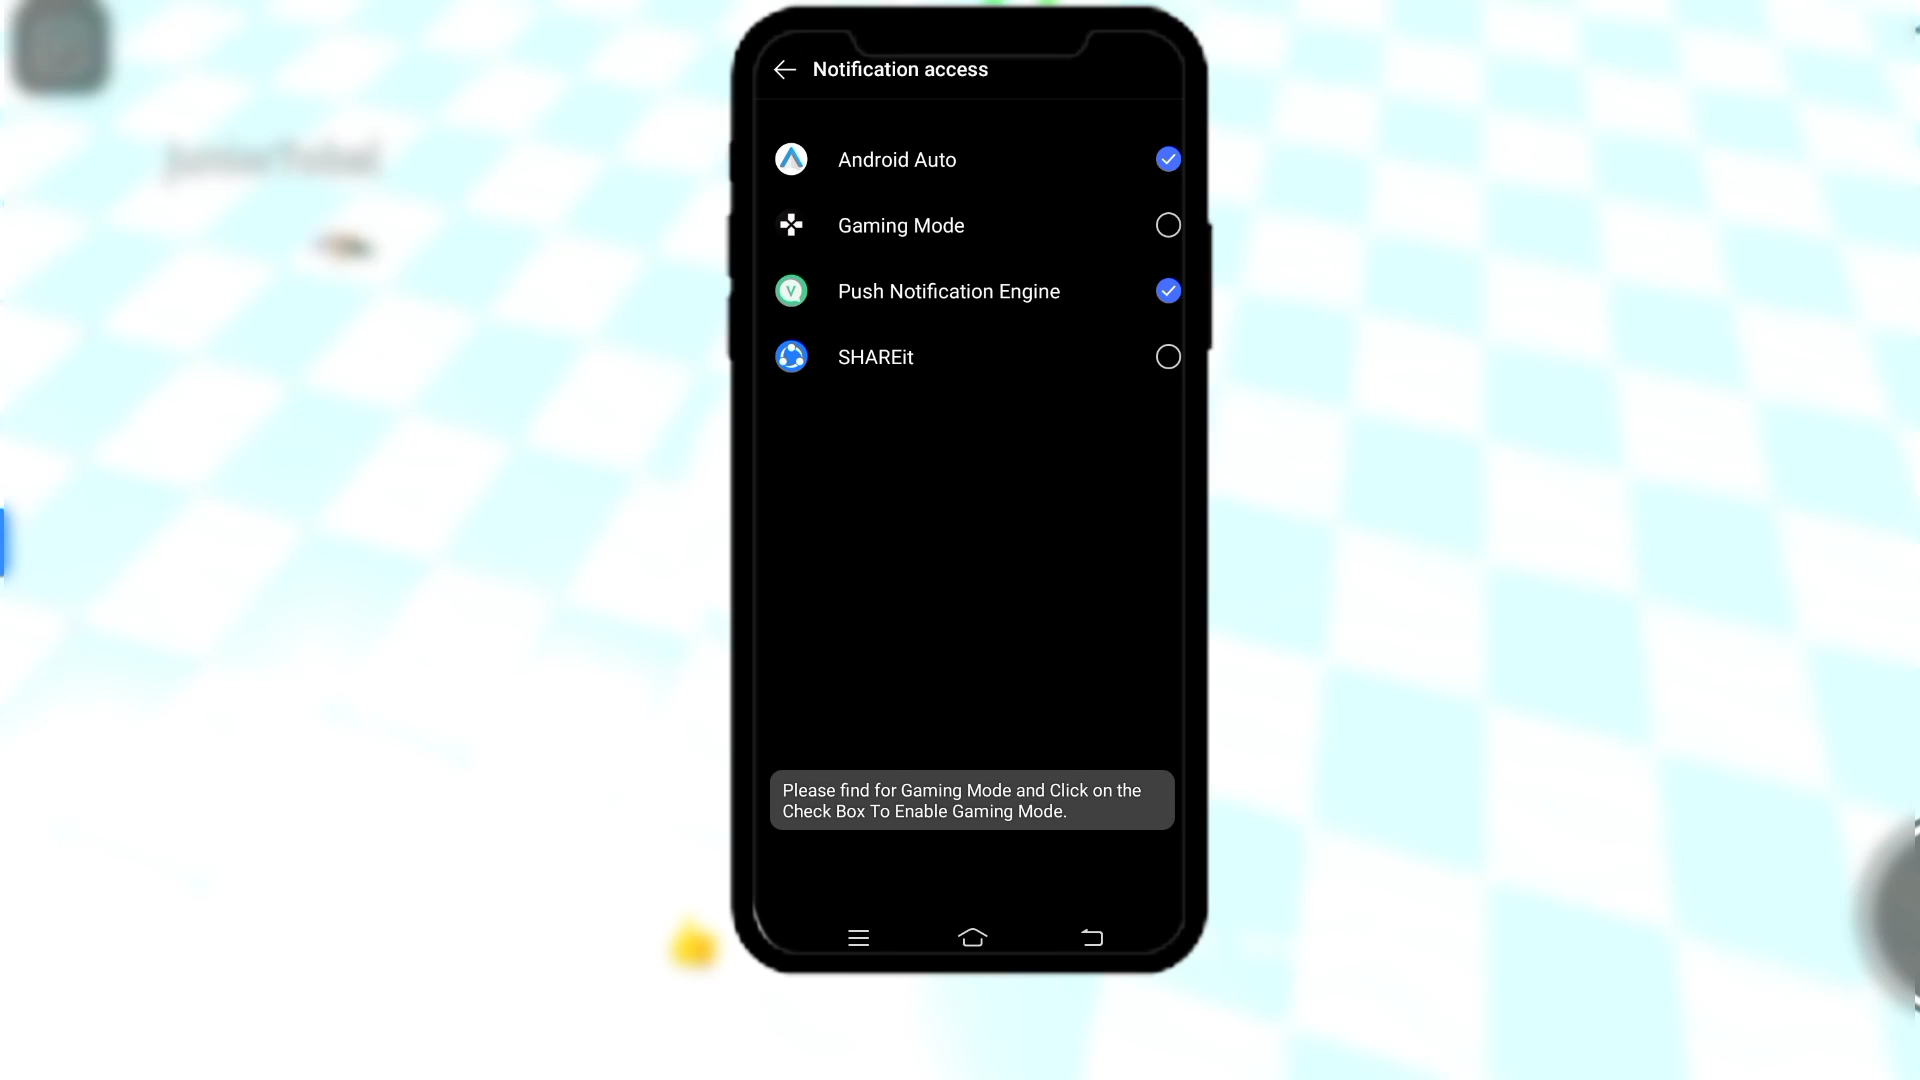 Notification access
Android Auto
Gaming Mode
Push Notification Engine
SHAREit
Please find for Gaming Mode and Click on the
Check Box To Enable Gaming Mode.